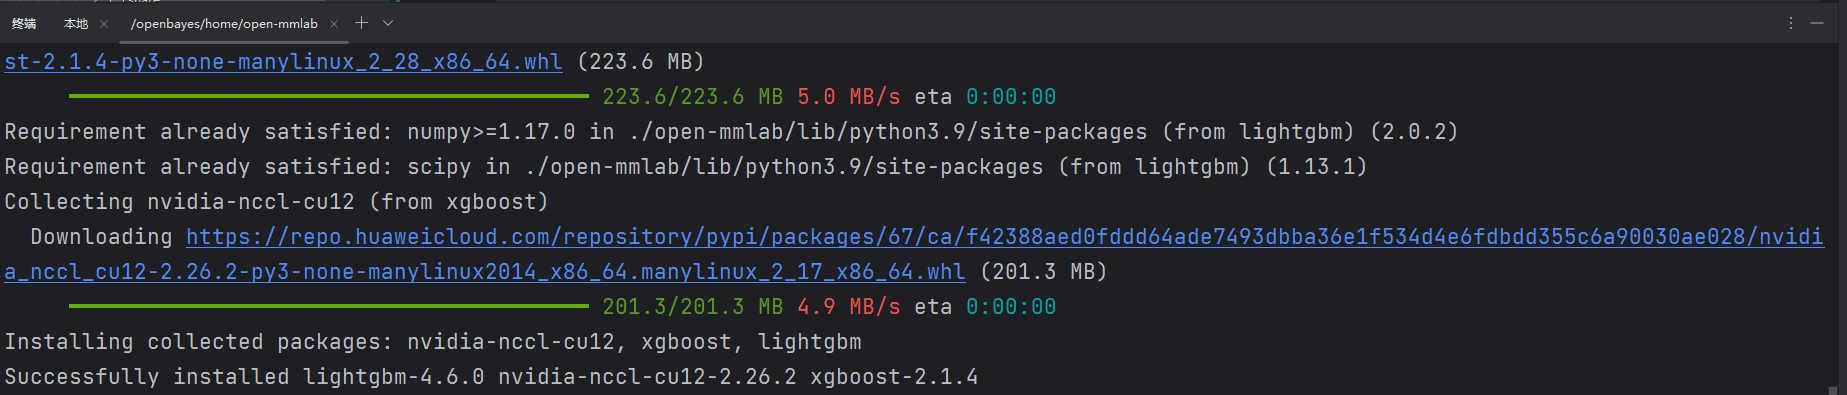 终端 本地 × /openbayes/home/open-mmlab ×
st-2.1.4-py3-none-manylinux_2_28_x86_64.whl (223.6 MB)
223.6/223.6 MB 5.0 MB/s eta 0:00:00
Requirement already satisfied: numpy>=1.17.0 in ./open-mmlab/lib/python3.9/site-packages (from lightgbm) (2.0.2)
Requirement already satisfied: scipy in ./open-mmlab/lib/python3.9/site-packages (from lightgbm) (1.13.1)
Collecting nvidia-nccl-cu12 (from xgboost)
Downloading https://repo.huaweicloud.com/repository/pypi/packages/67/ca/f42388aed0fddd64ade7493dbba36e1f534d4e6fdbdd355c6a90030ae028/nvidi
a_nccl_cu12-2.26.2-py3-none-manylinux2014_x86_64.manylinux_2_17_x86_64.whl (201.3 MB)
201.3/201.3 MB 4.9 MB/s eta 0:00:00
Installing collected packages: nvidia-nccl-cu12, xgboost, lightgbm
Successfully installed lightgbm-4.6.0 nvidia-nccl-cu12-2.26.2 xgboost-2.1.4